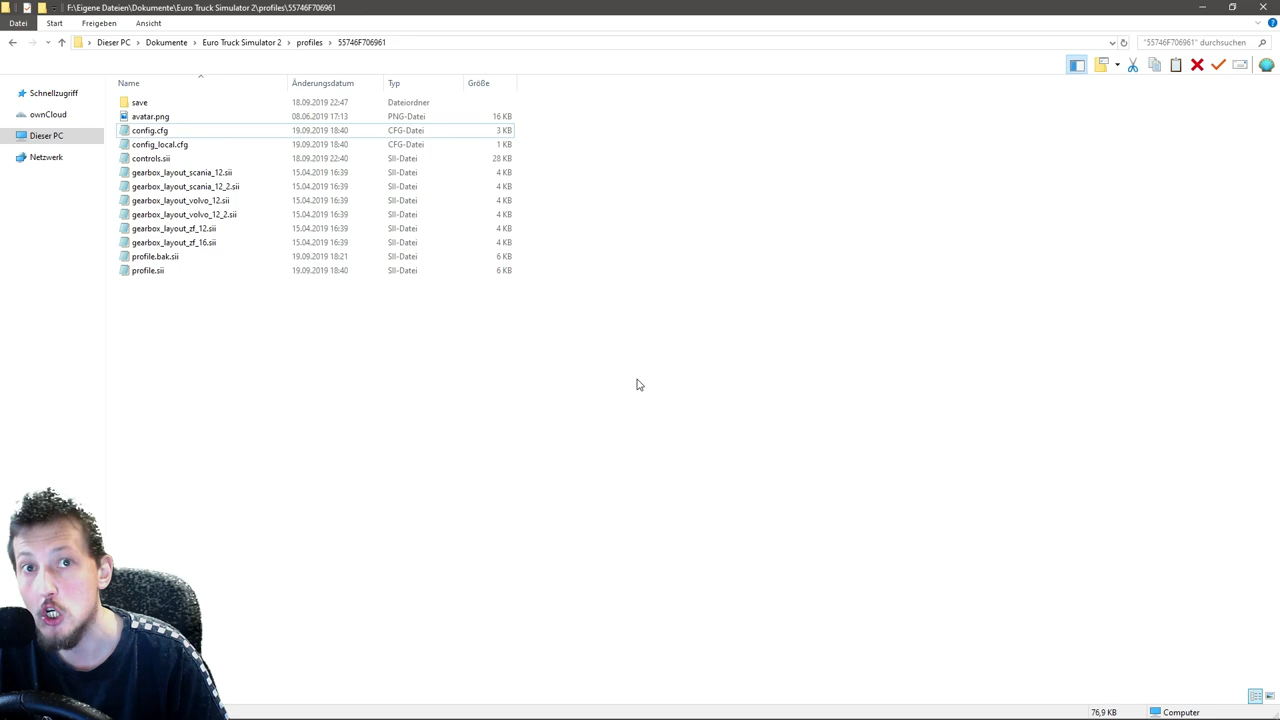 F:\Eigene Dateien\Dokumente\Euro Truck Simulator 2\profiles\55746F706961
Datei Start Freigeben Ansicht
Dieser PC Dokumente Euro Truck Simulator 2 profiles 55746F706961 "55746F706961" durchsuchen
Name Änderungsdatum Typ Größe
Schnellzugriff
ownCloud
Dieser PC
Netzwerk
save 18.09.2019 22:47 Dateiordner
avatar.png 08.06.2019 17:13 PNG-Datei 16 KB
config.cfg 19.09.2019 18:40 CFG-Datei 3 KB
config_local.cfg 19.09.2019 18:40 CFG-Datei 1 KB
controls.sii 18.09.2019 22:40 SII-Datei 28 KB
gearbox_layout_scania_12.sii 15.04.2019 16:39 SII-Datei 4 KB
gearbox_layout_scania_12_2.sii 15.04.2019 16:39 SII-Datei 4 KB
gearbox_layout_volvo_12.sii 15.04.2019 16:39 SII-Datei 4 KB
gearbox_layout_volvo_12_2.sii 15.04.2019 16:39 SII-Datei 4 KB
gearbox_layout_zf_12.sii 15.04.2019 16:39 SII-Datei 4 KB
gearbox_layout_zf_16.sii 15.04.2019 16:39 SII-Datei 4 KB
profile.bak.sii 19.09.2019 18:21 SII-Datei 6 KB
profile.sii 19.09.2019 18:40 SII-Datei 6 KB
76,9 KB Computer